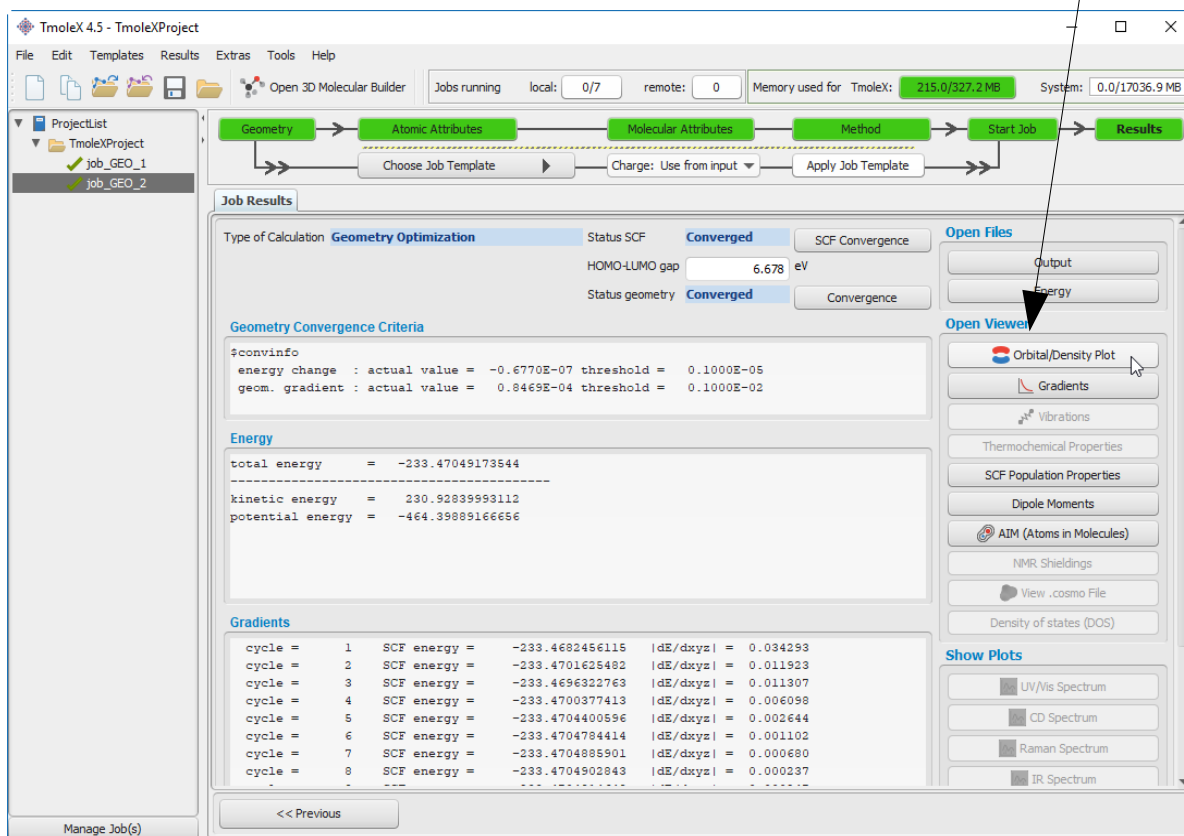 TmoleX 4.5 - TmoleXProject
File Edit Templates Results Extras Tools Help
Open 3D Molecular Builder Jobs running local: 0/7 remote: 0 Memory used for TmoleX: 215.0/327.2 MB System: 0.0/17036.9 MB
ProjectList
TmoleXProject
job_GEO_1
job_GEO_2
Manage Job(s)
Geometry Atomic Attributes Molecular Attributes Method Start Job Results
Choose Job Template Charge: Use from input Apply Job Template
Job Results
Type of Calculation Geometry Optimization Status SCF Converged SCF Convergence
HOMO-LUMO gap 6.678 eV
Status geometry Converged Convergence
Geometry Convergence Criteria
$convinfo
energy change : actual value = -0.6770E-07 threshold = 0.1000E-05
geom. gradient : actual value = 0.8469E-04 threshold = 0.1000E-02
Energy
total energy = -233.47049173544
------------------------------------------
kinetic energy = 230.92839993112
potential energy = -464.39889166656
Gradients
cycle = 1 SCF energy = -233.4682456115 |dE/dxyz| = 0.034293
cycle = 2 SCF energy = -233.4701625482 |dE/dxyz| = 0.011923
cycle = 3 SCF energy = -233.4696322763 |dE/dxyz| = 0.011307
cycle = 4 SCF energy = -233.4700377413 |dE/dxyz| = 0.006098
cycle = 5 SCF energy = -233.4704400596 |dE/dxyz| = 0.002644
cycle = 6 SCF energy = -233.4704784414 |dE/dxyz| = 0.001102
cycle = 7 SCF energy = -233.4704885901 |dE/dxyz| = 0.000680
cycle = 8 SCF energy = -233.4704902843 |dE/dxyz| = 0.000237
<< Previous
Open Files
Output
Energy
Open Viewer
Orbital/Density Plot
Gradients
Vibrations
Thermochemical Properties
SCF Population Properties
Dipole Moments
AIM (Atoms in Molecules)
NMR Shieldings
View .cosmo File
Density of states (DOS)
Show Plots
UV/Vis Spectrum
CD Spectrum
Raman Spectrum
IR Spectrum